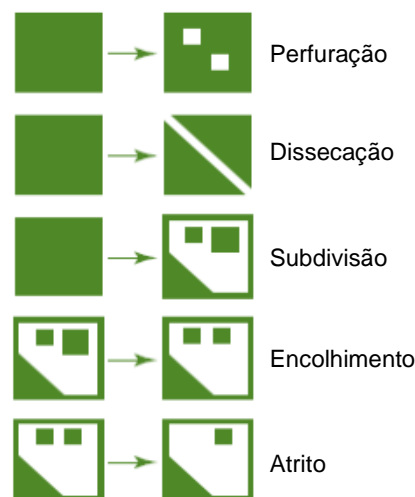 Perfuração
Dissecação
Subdivisão
Encolhimento
Atrito